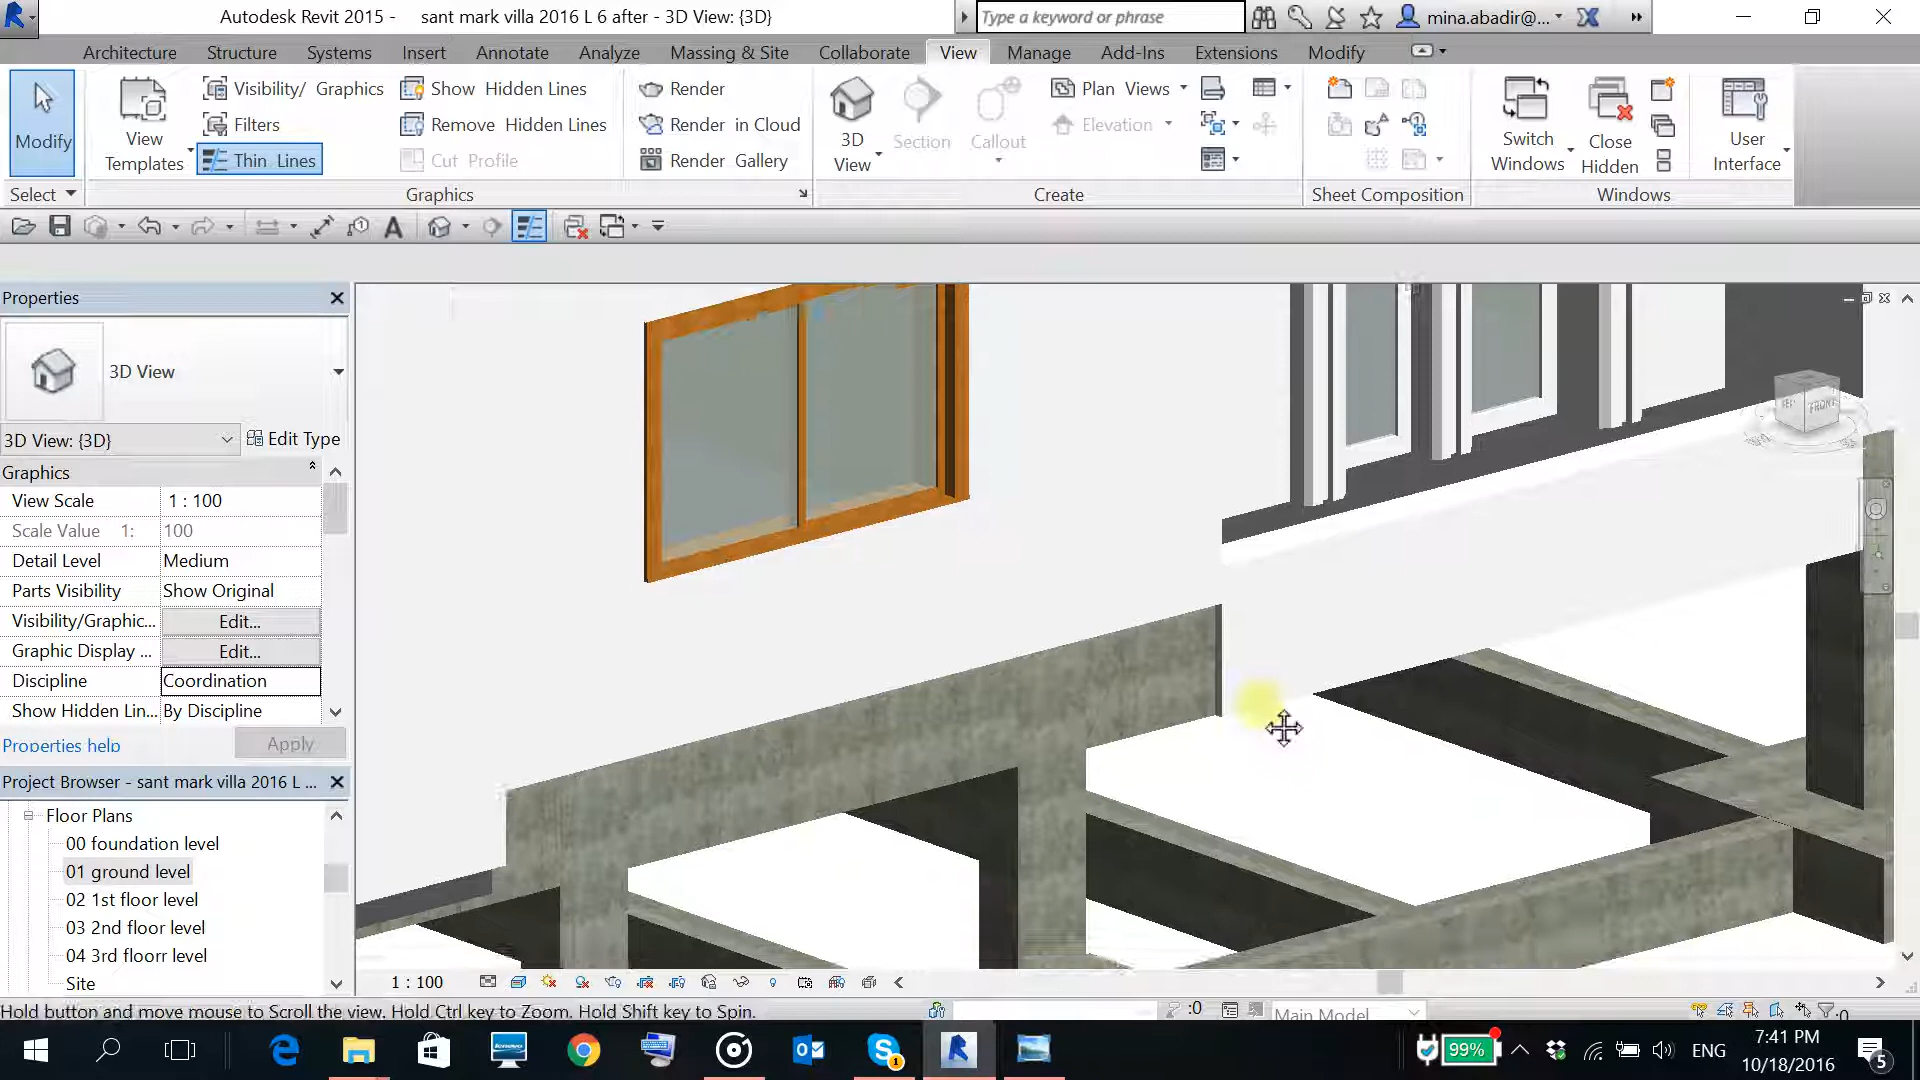 Autodesk Revit 2015 - sant mark villa 2016 L 6 after - 3D View: {3D}
Type a keyword or phrase
mina.abadir@...
Architecture Structure Systems Insert Annotate Analyze Massing & Site Collaborate View Manage Add-Ins Extensions Modify
Modify
View Templates
Visibility/ Graphics
Filters
Thin Lines
Show Hidden Lines
Remove Hidden Lines
Cut Profile
Render
Render in Cloud
Render Gallery
3D View
Section
Callout
Plan Views
Elevation
Switch Windows
Close Hidden
User Interface
Select
Graphics
Create
Sheet Composition
Windows
Properties
3D View
3D View: {3D}
Edit Type
Graphics
View Scale 1 : 100
Scale Value 1: 100
Detail Level Medium
Parts Visibility Show Original
Visibility/Graphic... Edit...
Graphic Display ... Edit...
Discipline Coordination
Show Hidden Lin... By Discipline
Properties help
Apply
Project Browser - sant mark villa 2016 L ...
Floor Plans
00 foundation level
01 ground level
02 1st floor level
03 2nd floor level
04 3rd floorr level
Site
FRONT
1 : 100
Hold button and move mouse to Scroll the view. Hold Ctrl key to Zoom. Hold Shift key to Spin.
:0
Main Model
:0
99%
ENG
7:41 PM
10/18/2016
1
5